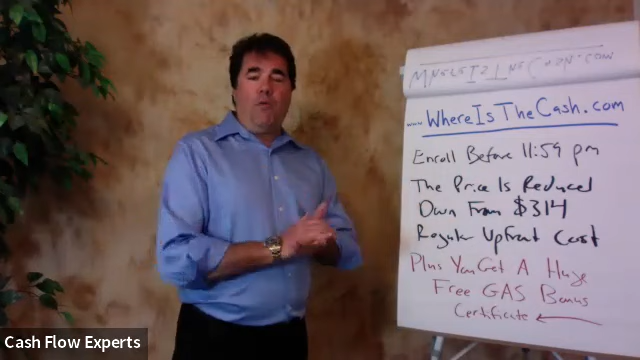 ...WhereIsTheCash.com
Enroll Before 11:59 pm
The Price Is Reduced
Down From $314
Regular Upfront Cost
Plus You Get A Huge
Free GAS Bonus
Certificate
Cash Flow Experts